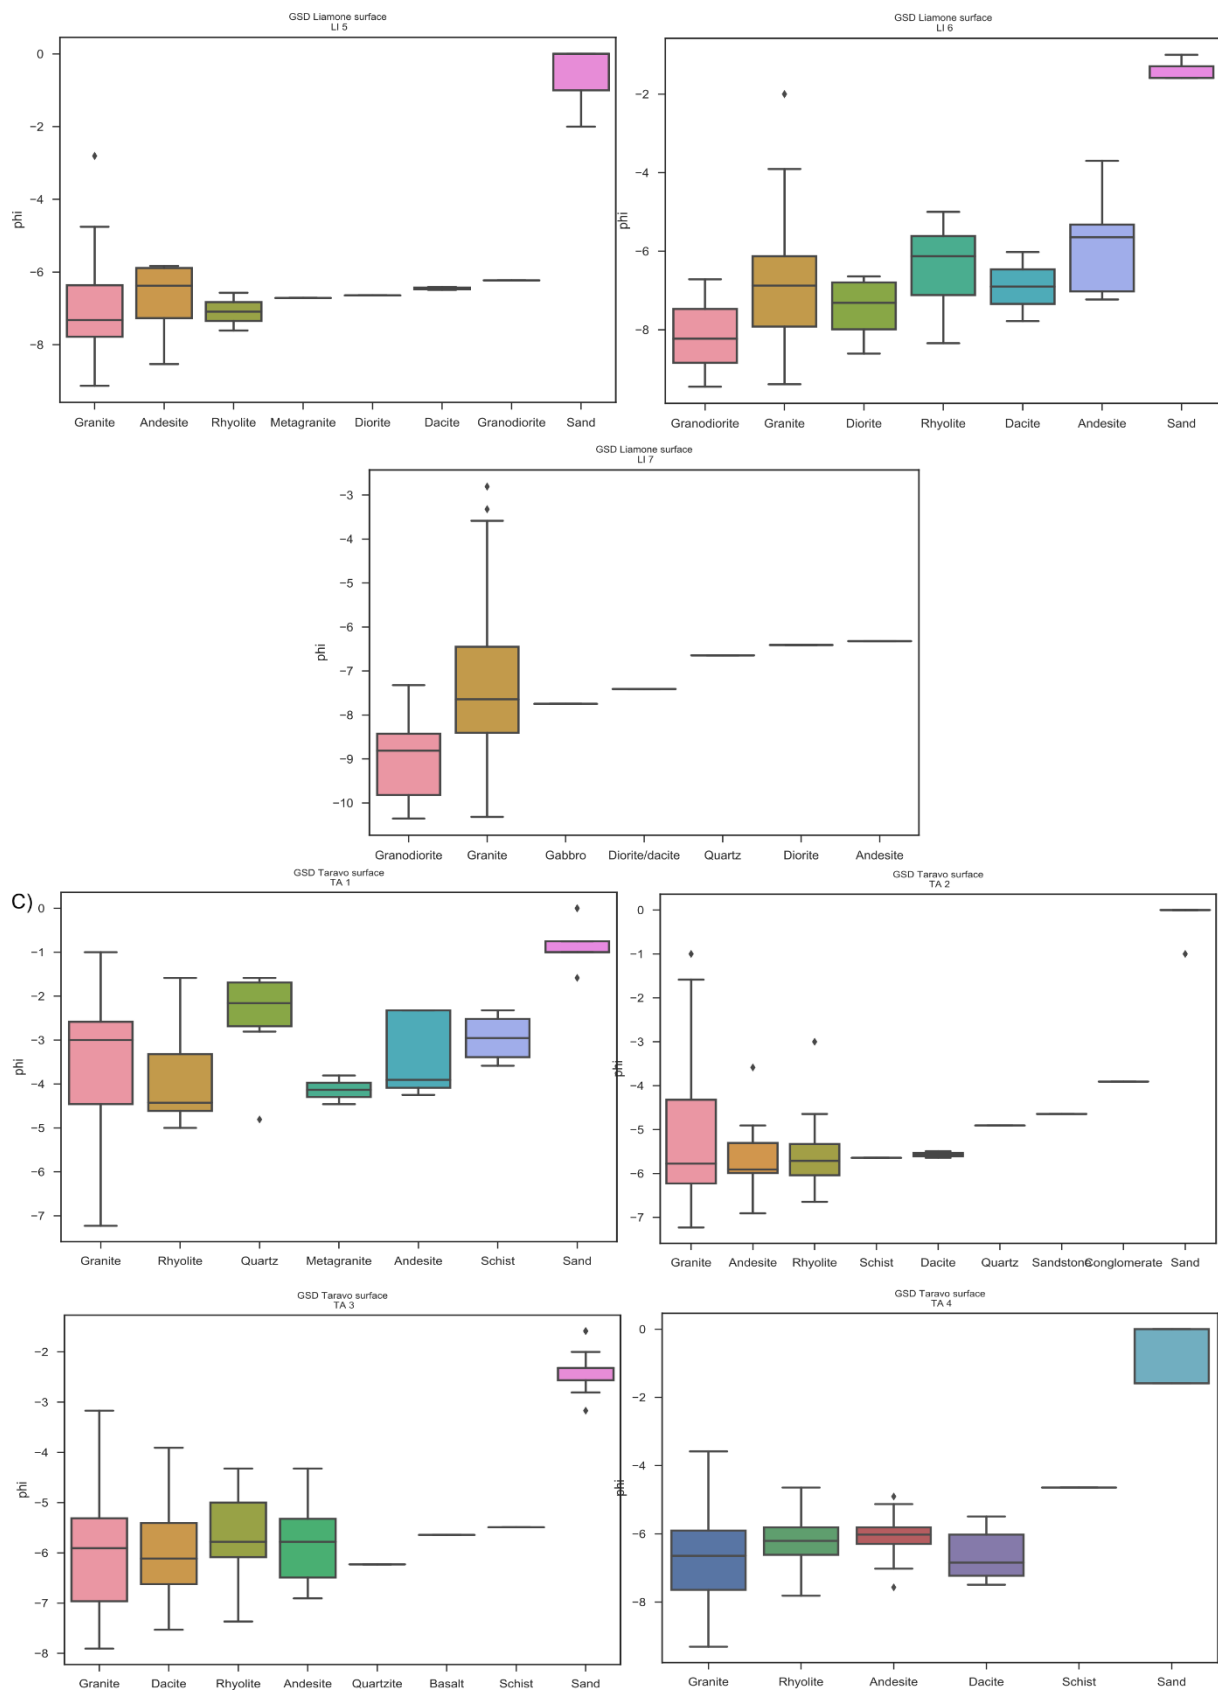 GSD Liamone surface
LI 5
0
−2
−4
−6
−8
phi
Granite Andesite Rhyolite Metagranite Diorite Dacite Granodiorite Sand
GSD Liamone surface
LI 6
−2
−4
−6
−8
phi
Granodiorite Granite Diorite Rhyolite Dacite Andesite Sand
GSD Liamone surface
LI 7
−3
−4
−5
−6
−7
−8
−9
−10
phi
Granodiorite Granite Gabbro Diorite/dacite Quartz Diorite Andesite
C)
GSD Taravo surface
TA 1
0
−1
−2
−3
−4
−5
−6
−7
phi
Granite Rhyolite Quartz Metagranite Andesite Schist Sand
GSD Taravo surface
TA 2
0
−1
−2
−3
−4
−5
−6
−7
phi
Granite Andesite Rhyolite Schist Dacite Quartz Sandstone Conglomerate Sand
GSD Taravo surface
TA 3
−2
−3
−4
−5
−6
−7
−8
phi
Granite Dacite Rhyolite Andesite Quartzite Basalt Schist Sand
GSD Taravo surface
TA 4
0
−2
−4
−6
−8
phi
Granite Rhyolite Andesite Dacite Schist Sand